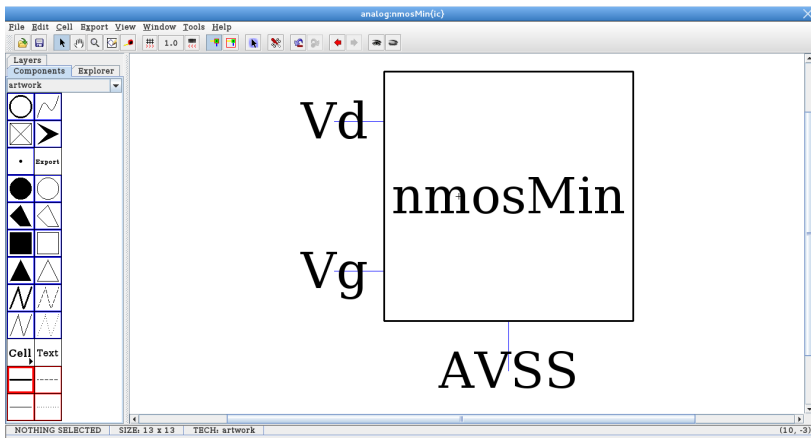 analog:nmosMin{ic}
File Edit Cell Export View Window Tools Help
1.0
Layers
Components Explorer
artwork
Export
Cell Text
Vd
nmosMin
Vg
AVSS
NOTHING SELECTED SIZE: 13 x 13 TECH: artwork (10, -3)